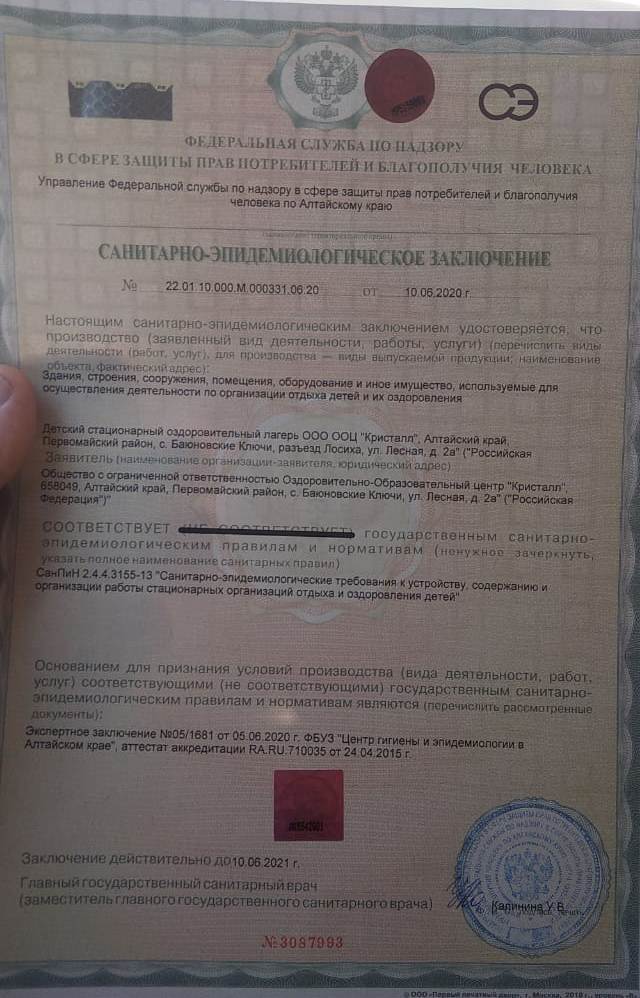 СЭ
ФЕДЕРАЛЬНАЯ СЛУЖБА ПО НАДЗОРУ
В СФЕРЕ ЗАЩИТЫ ПРАВ ПОТРЕБИТЕЛЕЙ И БЛАГОПОЛУЧИЯ ЧЕЛОВЕКА
Управление Федеральной службы по надзору в сфере защиты прав потребителей и благополучия
человека по Алтайскому краю
САНИТАРНО-ЭПИДЕМИОЛОГИЧЕСКОЕ ЗАКЛЮЧЕНИЕ
№ 22.01.10.000.М.000331.06.20 от 10.06.2020 г.
Настоящим санитарно-эпидемиологическим заключением удостоверяется, что
производство (заявленный вид деятельности, работы, услуги) (перечислить виды
деятельности (работ, услуг), для производства — виды выпускаемой продукции; наименование
объекта, фактический адрес):
Здания, строения, сооружения, помещения, оборудование и иное имущество, используемые для
осуществления деятельности по организации отдыха детей и их оздоровления
Детский стационарный оздоровительный лагерь ООО ООЦ "Кристалл", Алтайский край,
Первомайский район, с. Баюновские Ключи, разъезд Лосиха, ул. Лесная, д. 2а" ("Российская
Заявитель (наименование организации-заявителя, юридический адрес)
Общество с ограниченной ответственностью Оздоровительно-Образовательный центр "Кристалл",
658049, Алтайский край, Первомайский район, с. Баюновские Ключи, ул. Лесная, д. 2а" ("Российская
Федерация")"
СООТВЕТСТВУЕТ (НЕ СООТВЕТСТВУЕТ) государственным санитарно-
эпидемиологическим правилам и нормативам (ненужное зачеркнуть,
указать полное наименование санитарных правил)
СанПиН 2.4.4.3155-13 "Санитарно-эпидемиологические требования к устройству, содержанию и
организации работы стационарных организаций отдыха и оздоровления детей"
Основанием для признания условий производства (вида деятельности, работ,
услуг) соответствующими (не соответствующими) государственным санитарно-
эпидемиологическим правилам и нормативам являются (перечислить рассмотренные
документы):
Экспертное заключение №05/1681 от 05.06.2020 г. ФБУЗ "Центр гигиены и эпидемиологии в
Алтайском крае", аттестат аккредитации RA.RU.710035 от 24.04.2015 г.
Заключение действительно до 10.06.2021 г.
Главный государственный санитарный врач
(заместитель главного государственного санитарного врача)
Калинина У.В.
№3087993